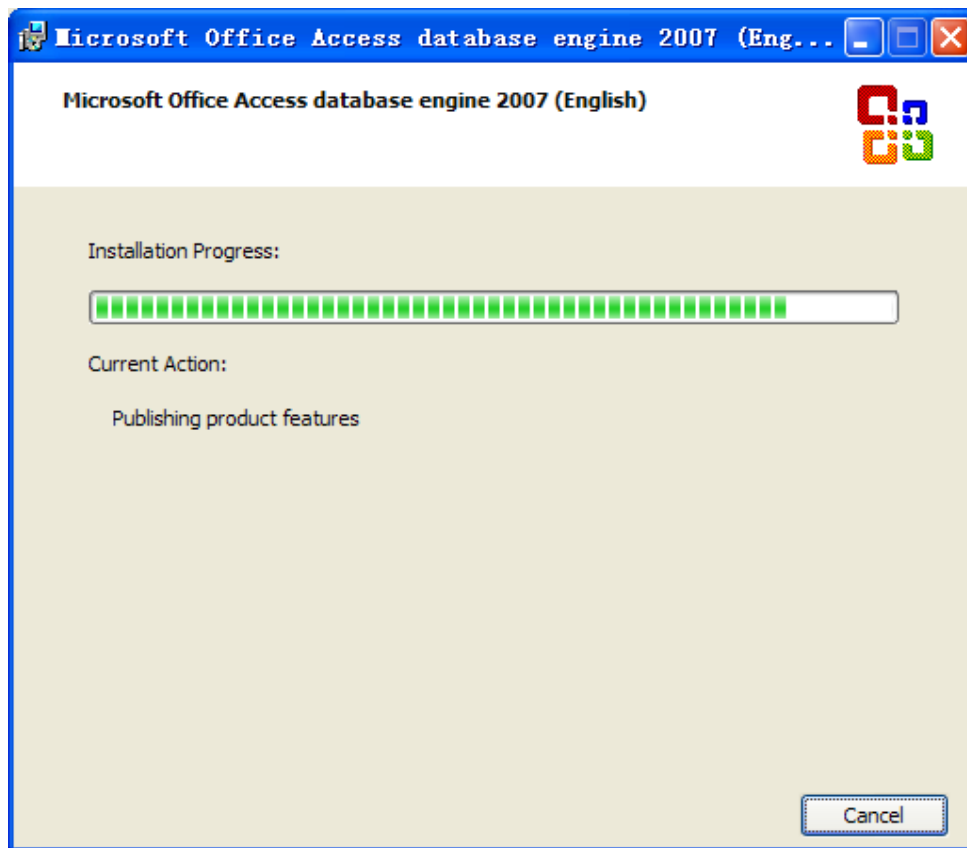 Microsoft Office Access database engine 2007 (Eng...
Microsoft Office Access database engine 2007 (English)
Installation Progress:
Current Action:
Publishing product features
Cancel